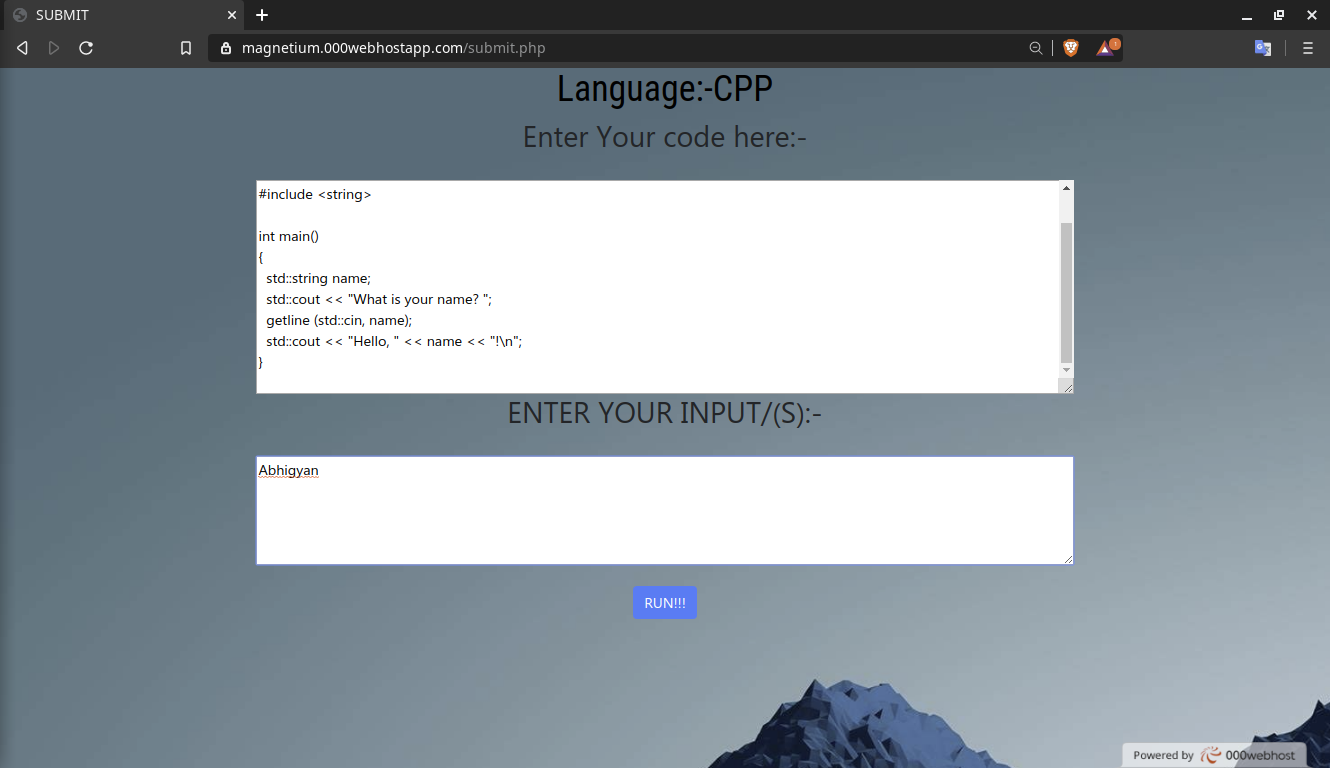 SUBMIT
magnetium.000webhostapp.com/submit.php
1
Language:-CPP
Enter Your code here:-
#include <string>
int main()
{
  std::string name;
  std::cout << "What is your name? ";
  getline (std::cin, name);
  std::cout << "Hello, " << name << "!\n";
}
ENTER YOUR INPUT/(S):-
Abhigyan
RUN!!!
Powered by 000webhost